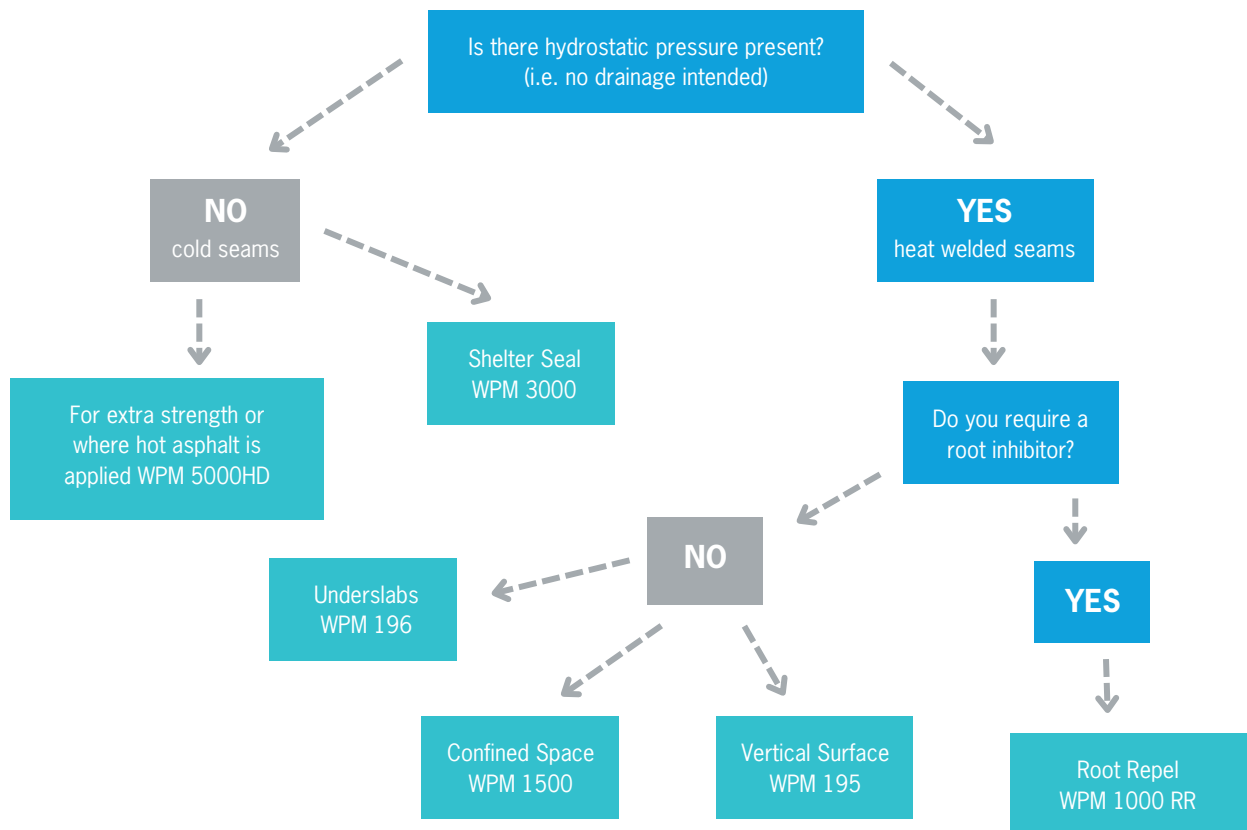 Is there hydrostatic pressure present?
(i.e. no drainage intended)
NO
cold seams
YES
heat welded seams
Shelter Seal
WPM 3000
For extra strength or
where hot asphalt is
applied WPM 5000HD
Do you require a
root inhibitor?
NO
Underslabs
WPM 196
YES
Confined Space
WPM 1500
Vertical Surface
WPM 195
Root Repel
WPM 1000 RR